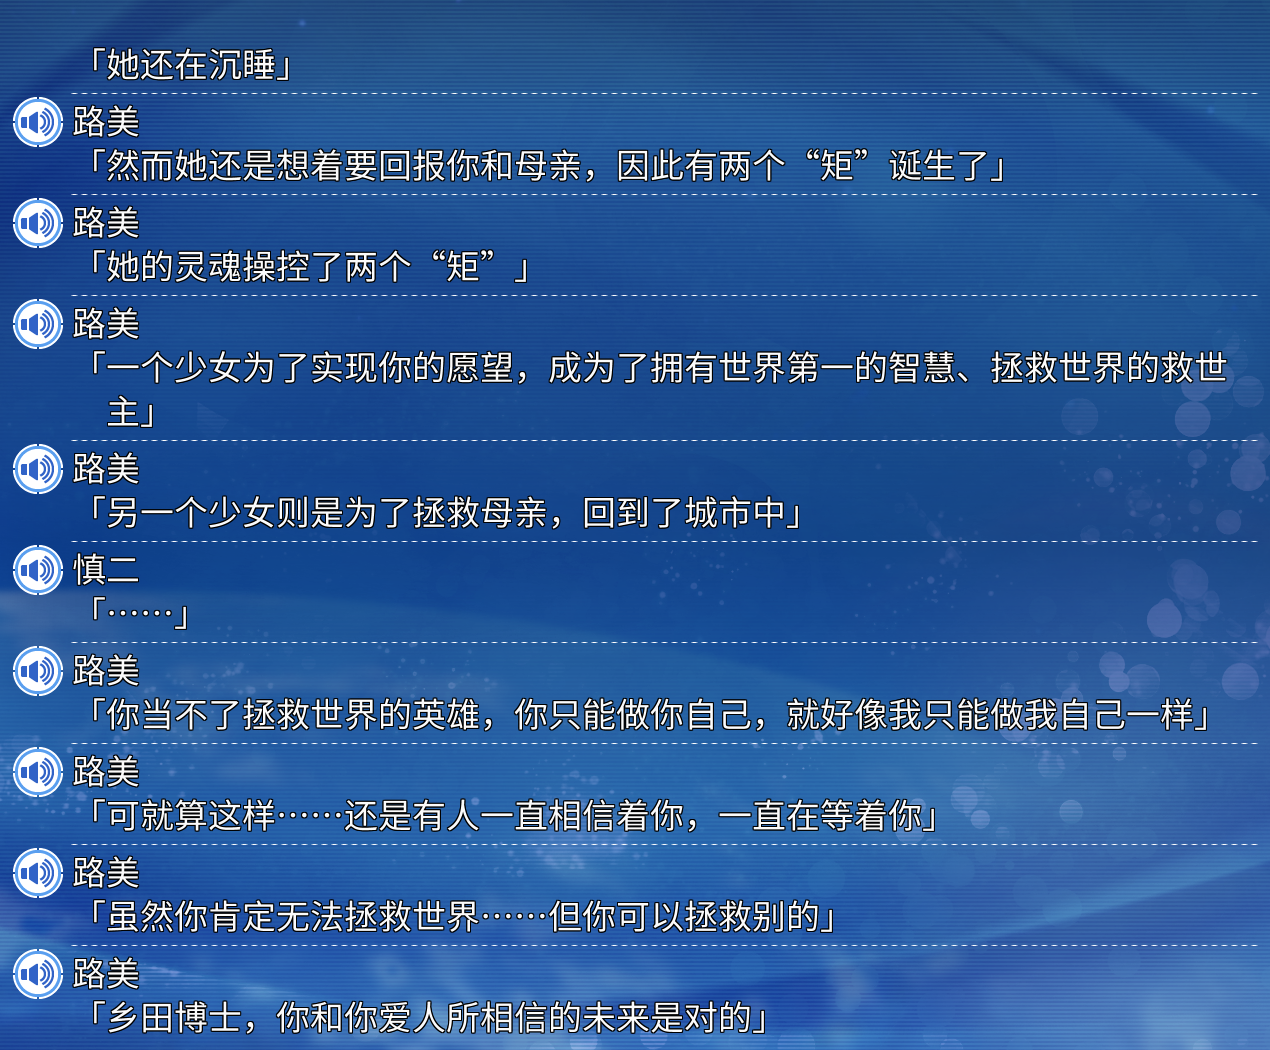 「她还在沉睡」
路美
「然而她还是想着要回报你和母亲，因此有两个“矩”诞生了」
路美
「她的灵魂操控了两个“矩”」
路美
「一个少女为了实现你的愿望，成为了拥有世界第一的智慧、拯救世界的救世
主」
路美
「另一个少女则是为了拯救母亲，回到了城市中」
慎二
「……」
路美
「你当不了拯救世界的英雄，你只能做你自己，就好像我只能做我自己一样」
路美
「可就算这样……还是有人一直相信着你，一直在等着你」
路美
「虽然你肯定无法拯救世界……但你可以拯救别的」
路美
「乡田博士，你和你爱人所相信的未来是对的」